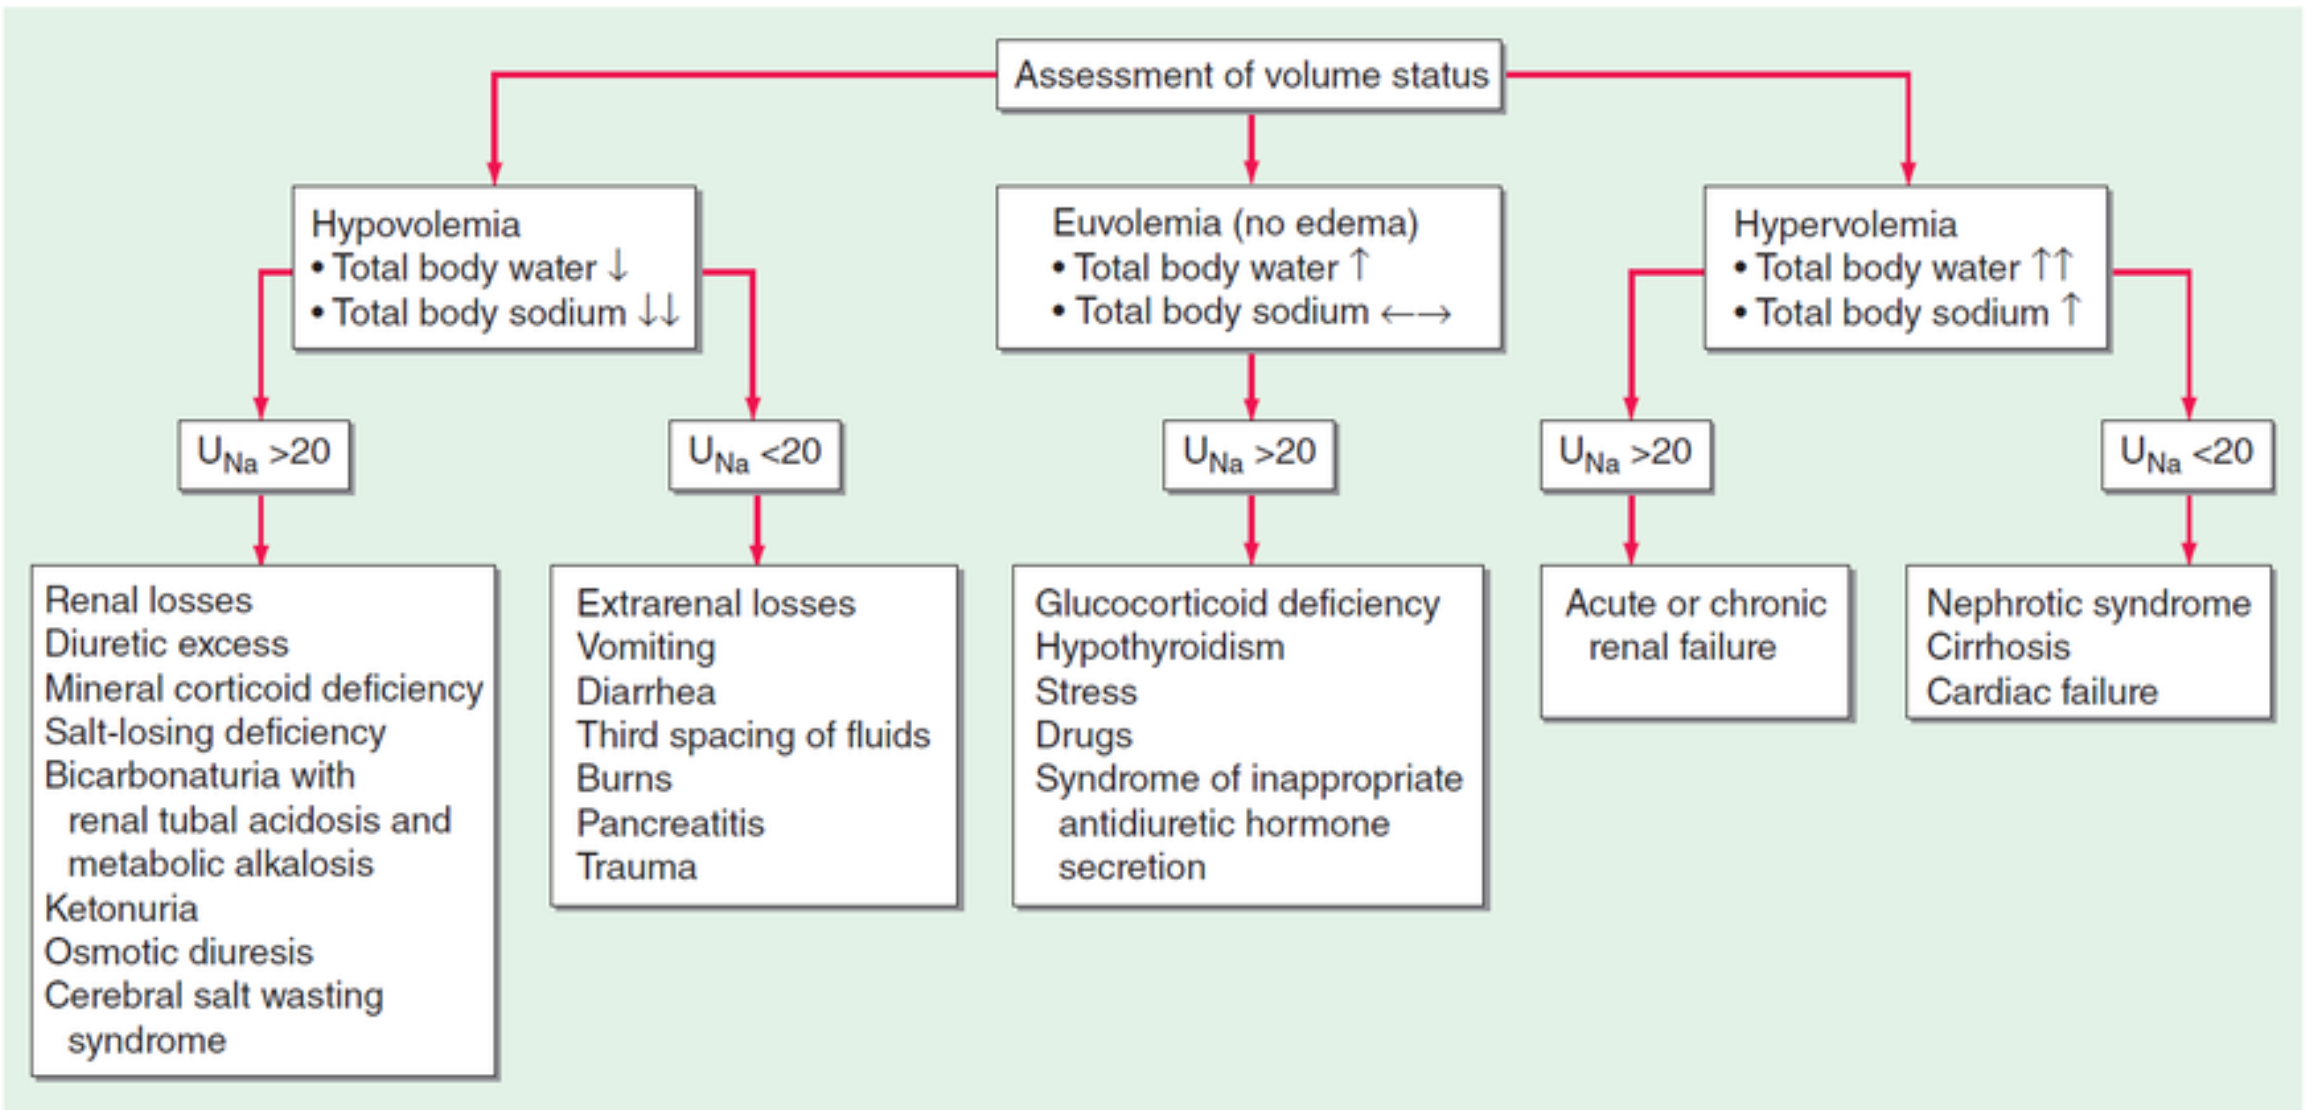 Assessment of volume status
Hypovolemia
• Total body water ↓
• Total body sodium ↓↓
Euvolemia (no edema)
• Total body water ↑
• Total body sodium ←→
Hypervolemia
• Total body water ↑↑
• Total body sodium ↑
UNa >20
UNa <20
UNa >20
UNa >20
UNa <20
Renal losses
Diuretic excess
Mineral corticoid deficiency
Salt-losing deficiency
Bicarbonaturia with
renal tubal acidosis and
metabolic alkalosis
Ketonuria
Osmotic diuresis
Cerebral salt wasting
syndrome
Extrarenal losses
Vomiting
Diarrhea
Third spacing of fluids
Burns
Pancreatitis
Trauma
Glucocorticoid deficiency
Hypothyroidism
Stress
Drugs
Syndrome of inappropriate
antidiuretic hormone
secretion
Acute or chronic
renal failure
Nephrotic syndrome
Cirrhosis
Cardiac failure